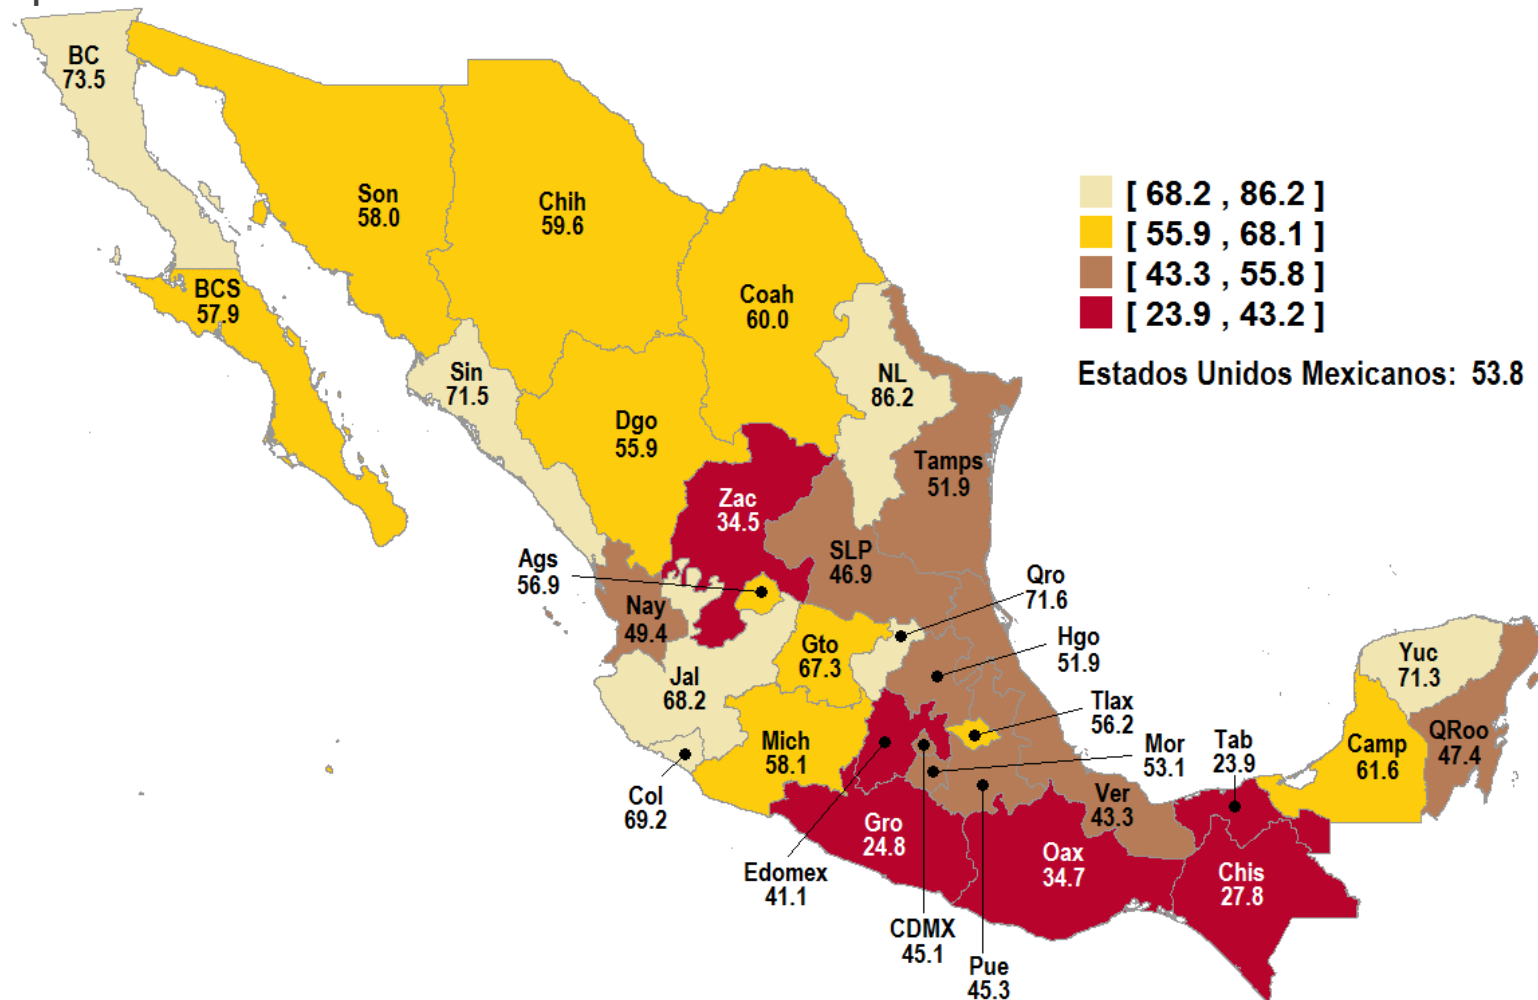 BC
73.5
Son
58.0
Chih
59.6
[ 68.2 , 86.2 ]
[ 55.9 , 68.1 ]
[ 43.3 , 55.8 ]
[ 23.9 , 43.2 ]
Estados Unidos Mexicanos: 53.8
BCS
57.9
Coah
60.0
Sin
71.5
NL
86.2
Dgo
55.9
Tamps
51.9
Zac
34.5
SLP
46.9
Ags
56.9
Qro
71.6
Nay
49.4
Hgo
51.9
Gto
67.3
Yuc
71.3
Jal
68.2
Tlax
56.2
Mich
58.1
Mor
53.1
Tab
23.9
Camp
61.6
QRoo
47.4
Col
69.2
Ver
43.3
Gro
24.8
Oax
34.7
Chis
27.8
Edomex
41.1
CDMX
45.1
Pue
45.3